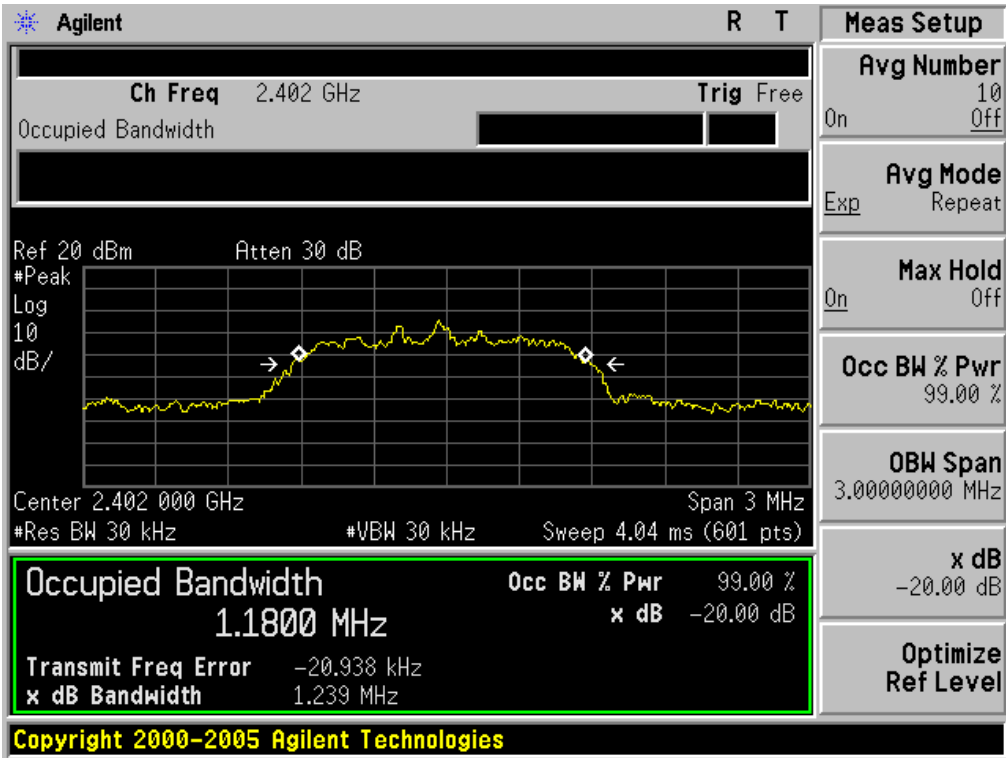 Agilent R T
Ch Freq 2.402 GHz Trig Free
Occupied Bandwidth
Ref 20 dBm Atten 30 dB
#Peak
Log
10
dB/
Center 2.402 000 GHz Span 3 MHz
#Res BW 30 kHz #VBW 30 kHz Sweep 4.04 ms (601 pts)
Occupied Bandwidth Occ BW % Pwr 99.00 %
1.1800 MHz x dB -20.00 dB
Transmit Freq Error -20.938 kHz
x dB Bandwidth 1.239 MHz
Copyright 2000-2005 Agilent Technologies
Meas Setup
Avg Number
10
On Off
Avg Mode
Exp Repeat
Max Hold
On Off
Occ BW % Pwr
99.00 %
OBW Span
3.00000000 MHz
x dB
-20.00 dB
Optimize
Ref Level